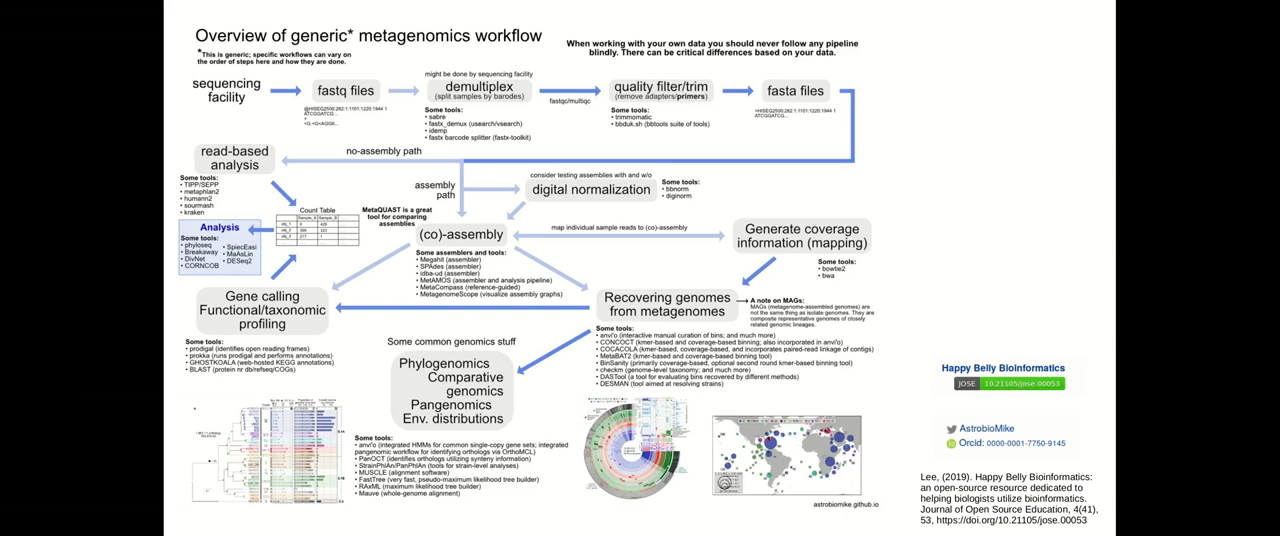 Overview of generic* metagenomics workflow
*This is generic; specific workflows can vary on
the order of steps here and how they are done.
When working with your own data you should never follow any pipeline
blindly. There can be critical differences based on your data.
sequencing
facility
fastq files
@HISEQ2500:262:1:1101:1220:1944 1
ATCGGATCG...
+
might be done by sequencing facility
demultiplex
(split samples by barodes)
Some tools:
• sabre
• fastx_demux (usearch/vsearch)
• idemp
• fastx barcode splitter (fastx-toolkit)
fastqc/multiqc
quality filter/trim
(remove adapters/primers)
Some tools:
• trimmomatic
• bbduk.sh (bbtools suite of tools)
fasta files
>HISEQ2500:262:1:1101:1220:1944 1
ATCGGATCG...
read-based
analysis
no-assembly path
Some tools:
• TIPP/SEPP
• metaphlan2
• humann2
• sourmash
• kraken
assembly
path
consider testing assemblies with and w/o
digital normalization
Some tools:
• bbnorm
• diginorm
Count Table
Sample_A Sample_B
MetaQUAST is a great
tool for comparing
assemblies
Analysis
Some tools:
• phyloseq
• Breakaway
• DivNet
• CORNCOB
• SpiecEasi
• MaAsLin
• DESeq2
(co)-assembly
map individual sample reads to (co)-assembly
Generate coverage
information (mapping)
Some tools:
• bowtie2
• bwa
Some assemblers and tools:
• Megahit (assembler)
• SPAdes (assembler)
• idba-ud (assembler)
• MetAMOS (assembler and analysis pipeline)
• MetaCompass (reference-guided)
• MetagenomeScope (visualize assembly graphs)
Gene calling
Functional/taxonomic
profiling
Some tools:
• prodigal (identifies open reading frames)
• prokka (runs prodigal and performs annotations)
• GHOSTKOALA (web-hosted KEGG annotations)
• BLAST (protein nr db/refseq/COGs)
Recovering genomes
from metagenomes
A note on MAGs:
MAGs (metagenome-assembled genomes) are
not the same thing as isolate genomes. They are
composite representative genomes of closely
related genomic lineages.
Some tools:
• anvi'o (interactive manual curation of bins; and much more)
• CONCOCT (kmer-based and coverage-based binning; also incorporated in anvi'o)
• COCACOLA (kmer-based, coverage-based, and incorporates paired-read linkage of contigs)
• MetaBAT2 (kmer-based and coverage-based binning tool)
• BinSanity (primarily coverage-based, optional second round kmer-based binning tool)
• checkm (genome-level taxonomy; and much more)
• DASTool (a tool for evaluating bins recovered by different methods)
• DESMAN (tool aimed at resolving strains)
Some common genomics stuff
Phylogenomics
Comparative
genomics
Pangenomics
Env. distributions
Some tools:
• anvi'o (integrated HMMs for common single-copy gene sets; integrated
pangenomic workflow for identifying orthologs via OrthoMCL)
• PanOCT (identifies orthologs utilizing synteny information)
• StrainPhlAn/PanPhlAn (tools for strain-level analyses)
• MUSCLE (alignment software)
• FastTree (very fast, pseudo-maximum likelihood tree builder)
• RAxML (maximum likelihood tree builder)
• Mauve (whole-genome alignment)
astrobiomike.github.io
Happy Belly Bioinformatics
JOSE 10.21105/jose.00053
AstrobioMike
Orcid: 0000-0001-7750-9145
Lee, (2019). Happy Belly Bioinformatics:
an open-source resource dedicated to
helping biologists utilize bioinformatics.
Journal of Open Source Education, 4(41),
53, https://doi.org/10.21105/jose.00053